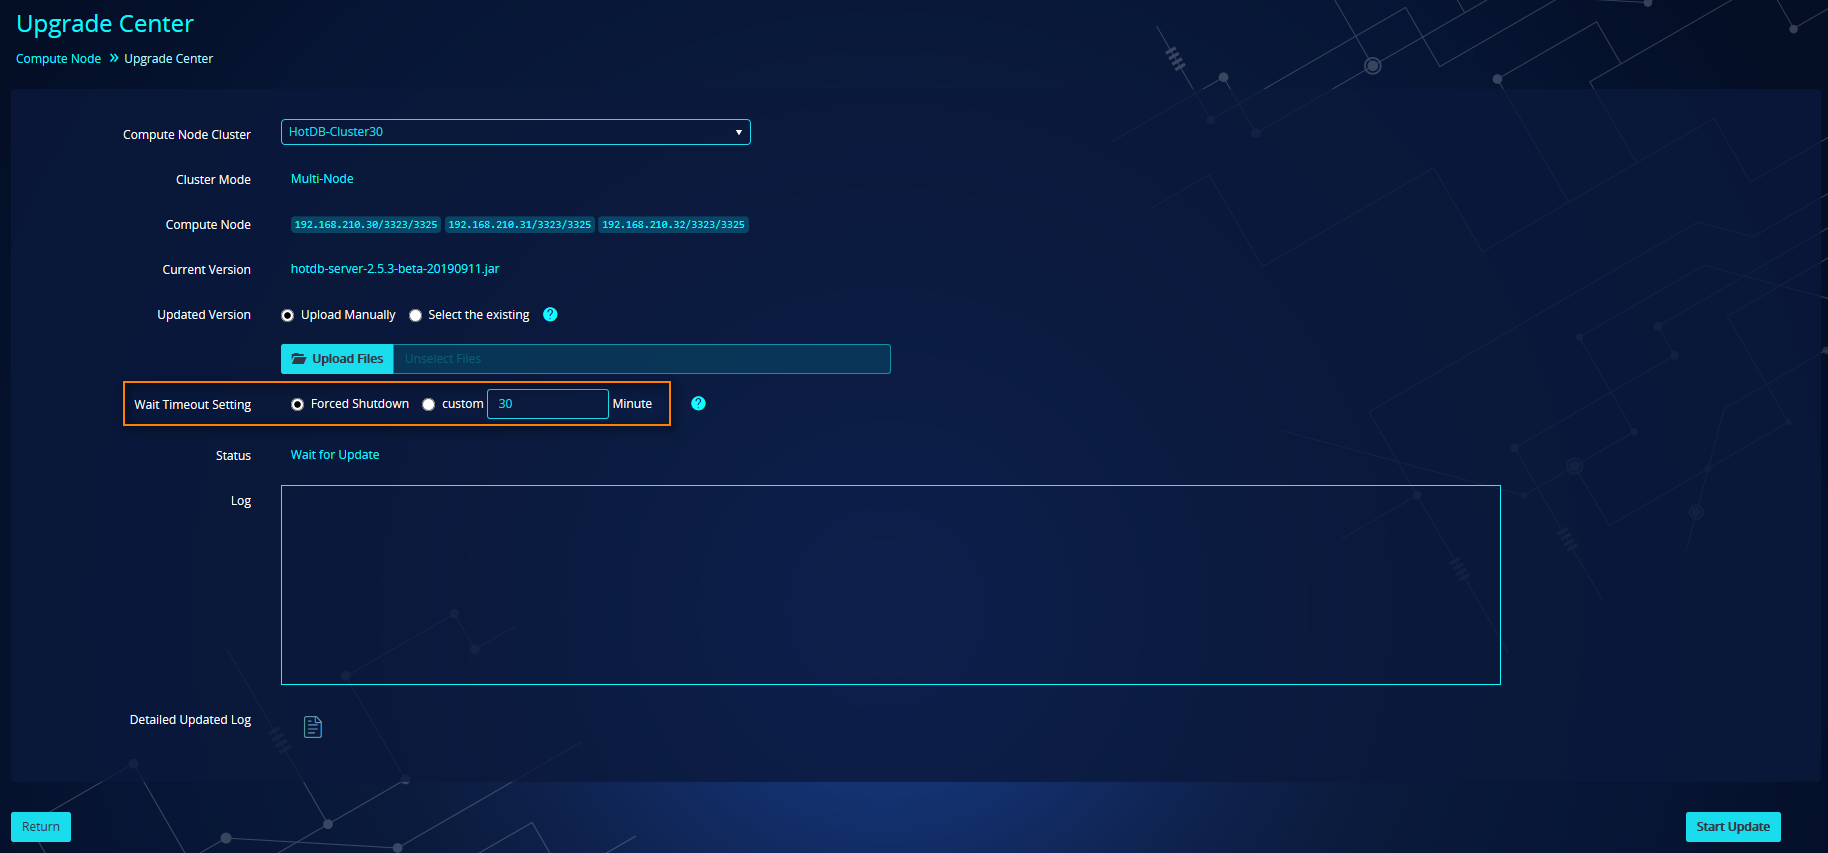 Upgrade Center
Compute Node » Upgrade Center
Compute Node Cluster HotDB-Cluster30
Cluster Mode Multi-Node
Compute Node 192.168.210.30/3323/3325 192.168.210.31/3323/3325 192.168.210.32/3323/3325
Current Version hotdb-server-2.5.3-beta-20190911.jar
Updated Version Upload Manually Select the existing ?
Upload Files Unselect Files
Wait Timeout Setting Forced Shutdown custom 30 Minute ?
Status Wait for Update
Log
Detailed Updated Log
Return Start Update